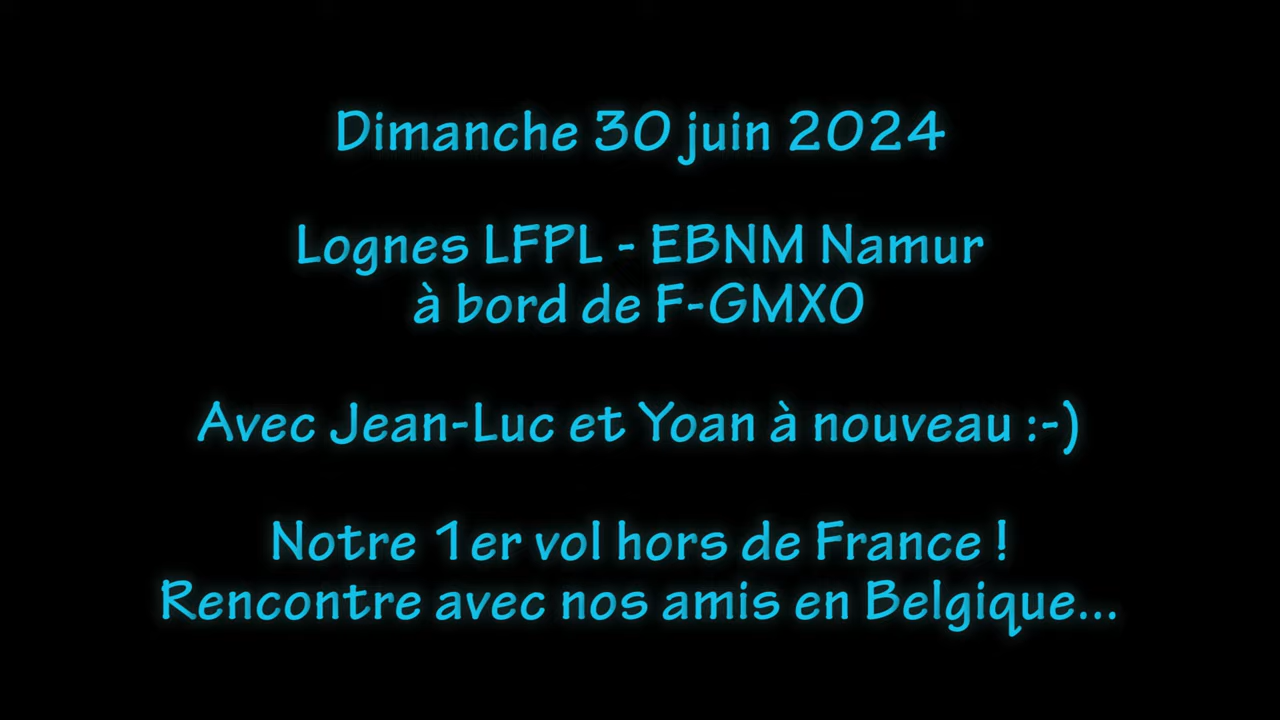 Dimanche 30 juin 2024
Lognes LFPL - EBNM Namur
à bord de F-GMXO
Avec Jean-Luc et Yoan à nouveau :-)
Notre 1er vol hors de France !
Rencontre avec nos amis en Belgique...